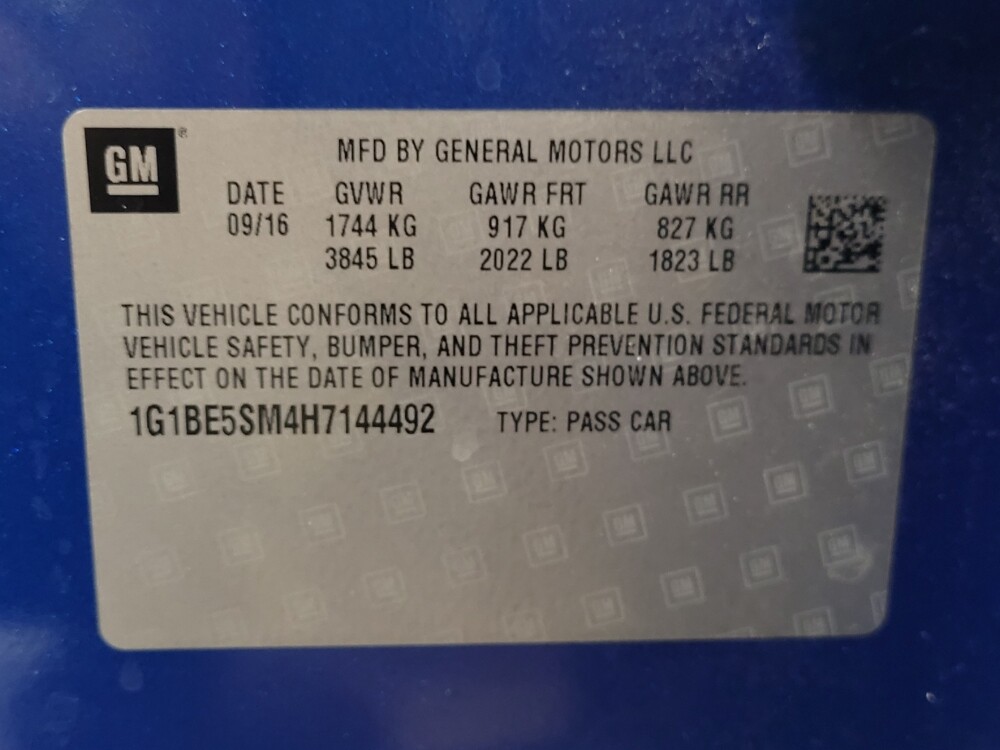 GM ®
MFD BY GENERAL MOTORS LLC
DATE GVWR GAWR FRT GAWR RR
09/16 1744 KG 917 KG 827 KG
3845 LB 2022 LB 1823 LB
THIS VEHICLE CONFORMS TO ALL APPLICABLE U.S. FEDERAL MOTOR
VEHICLE SAFETY, BUMPER, AND THEFT PREVENTION STANDARDS IN
EFFECT ON THE DATE OF MANUFACTURE SHOWN ABOVE.
1G1BE5SM4H7144492 TYPE: PASS CAR